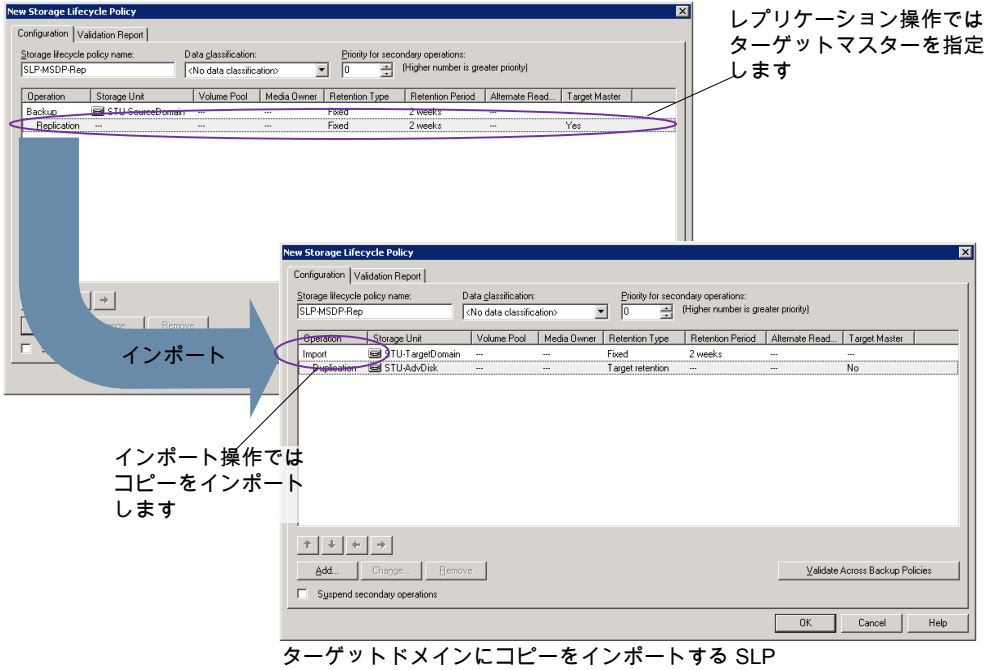 New Storage Lifecycle Policy
レプリケーション操作では
ターゲットマスターを指定
します
Configuration Validation Report
Storage lifecycle policy name: Data classification: Priority for secondary operations:
SLP-MSDP-Rep <No data classification> 0 (Higher number is greater priority)
Operation Storage Unit Volume Pool Media Owner Retention Type Retention Period Alternate Read... Target Master
Backup STU-SourceDomain --- --- Fixed 2 weeks ---
Replication --- --- --- Fixed 2 weeks --- Yes
Remove
インポート
New Storage Lifecycle Policy
Configuration Validation Report
Storage lifecycle policy name: Data classification: Priority for secondary operations:
SLP-MSDP-Rep <No data classification> 0 (Higher number is greater priority)
Operation Storage Unit Volume Pool Media Owner Retention Type Retention Period Alternate Read... Target Master
Import STU-TargetDomain --- --- Fixed 2 weeks --- ---
Duplication STU-AdvDisk --- --- Target retention --- --- No
インポート操作では
コピーをインポート
します
Add... Change... Remove Validate Across Backup Policies
Suspend secondary operations
OK Cancel Help
ターゲットドメインにコピーをインポートする SLP